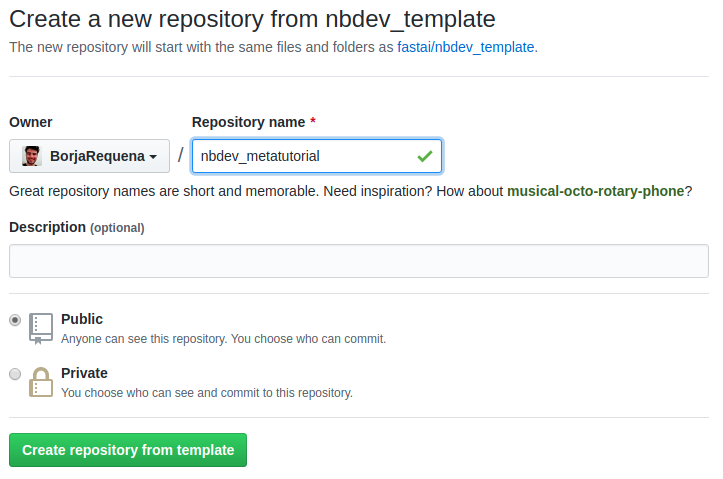 Create a new repository from nbdev_template
The new repository will start with the same files and folders as fastai/nbdev_template.
Owner
Repository name *
BorjaRequena
/
nbdev_metatutorial
Great repository names are short and memorable. Need inspiration? How about musical-octo-rotary-phone?
Description (optional)
Public
Anyone can see this repository. You choose who can commit.
Private
You choose who can see and commit to this repository.
Create repository from template